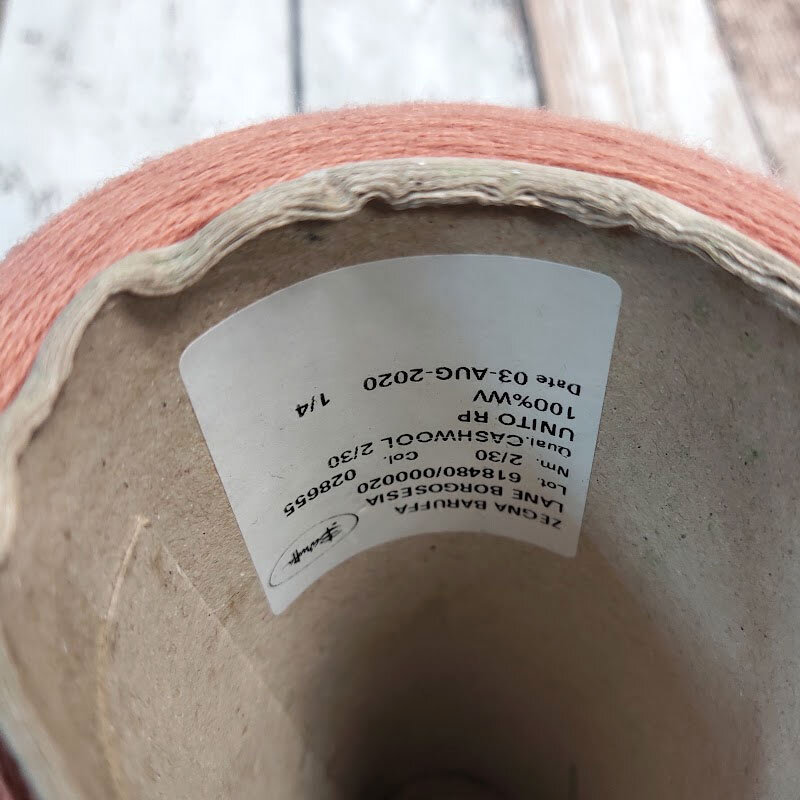 ZEGNA BARUFFA
LANE BORGOSESIA
Lot. 618480/000020
Nm. 2/30 Col. 028655
Qual.CASHWOOL 2/30
UNITO RP
100%WV 1/4
Date 03-AUG-2020